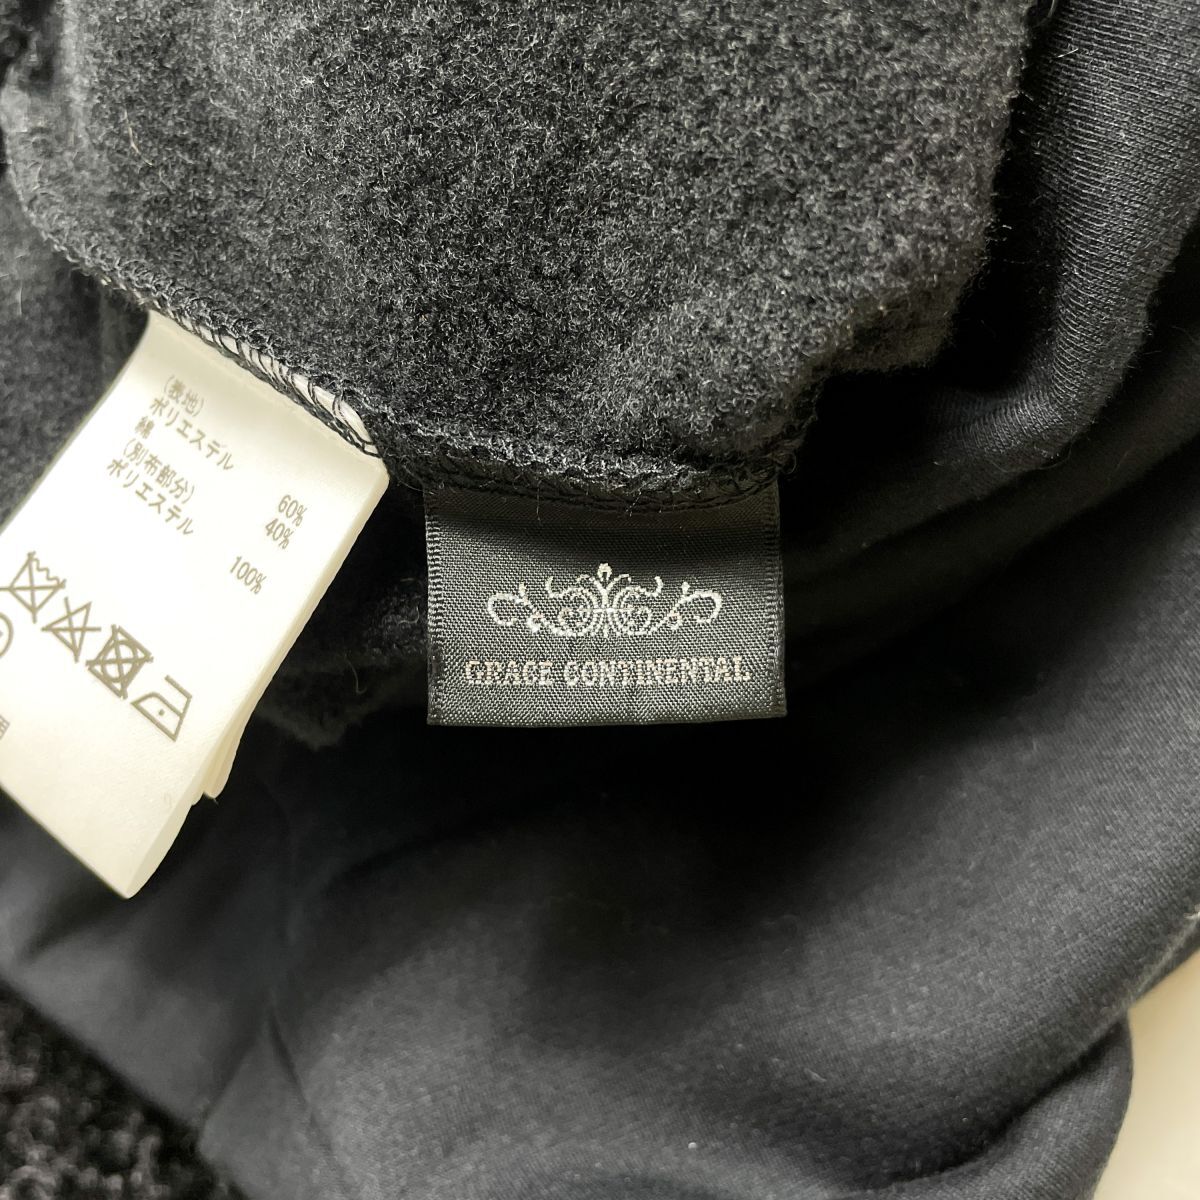 (表地)
ポリエステル 60%
綿 40%
(別布部分)
ポリエステル 100%
GRACE CONTINENTAL